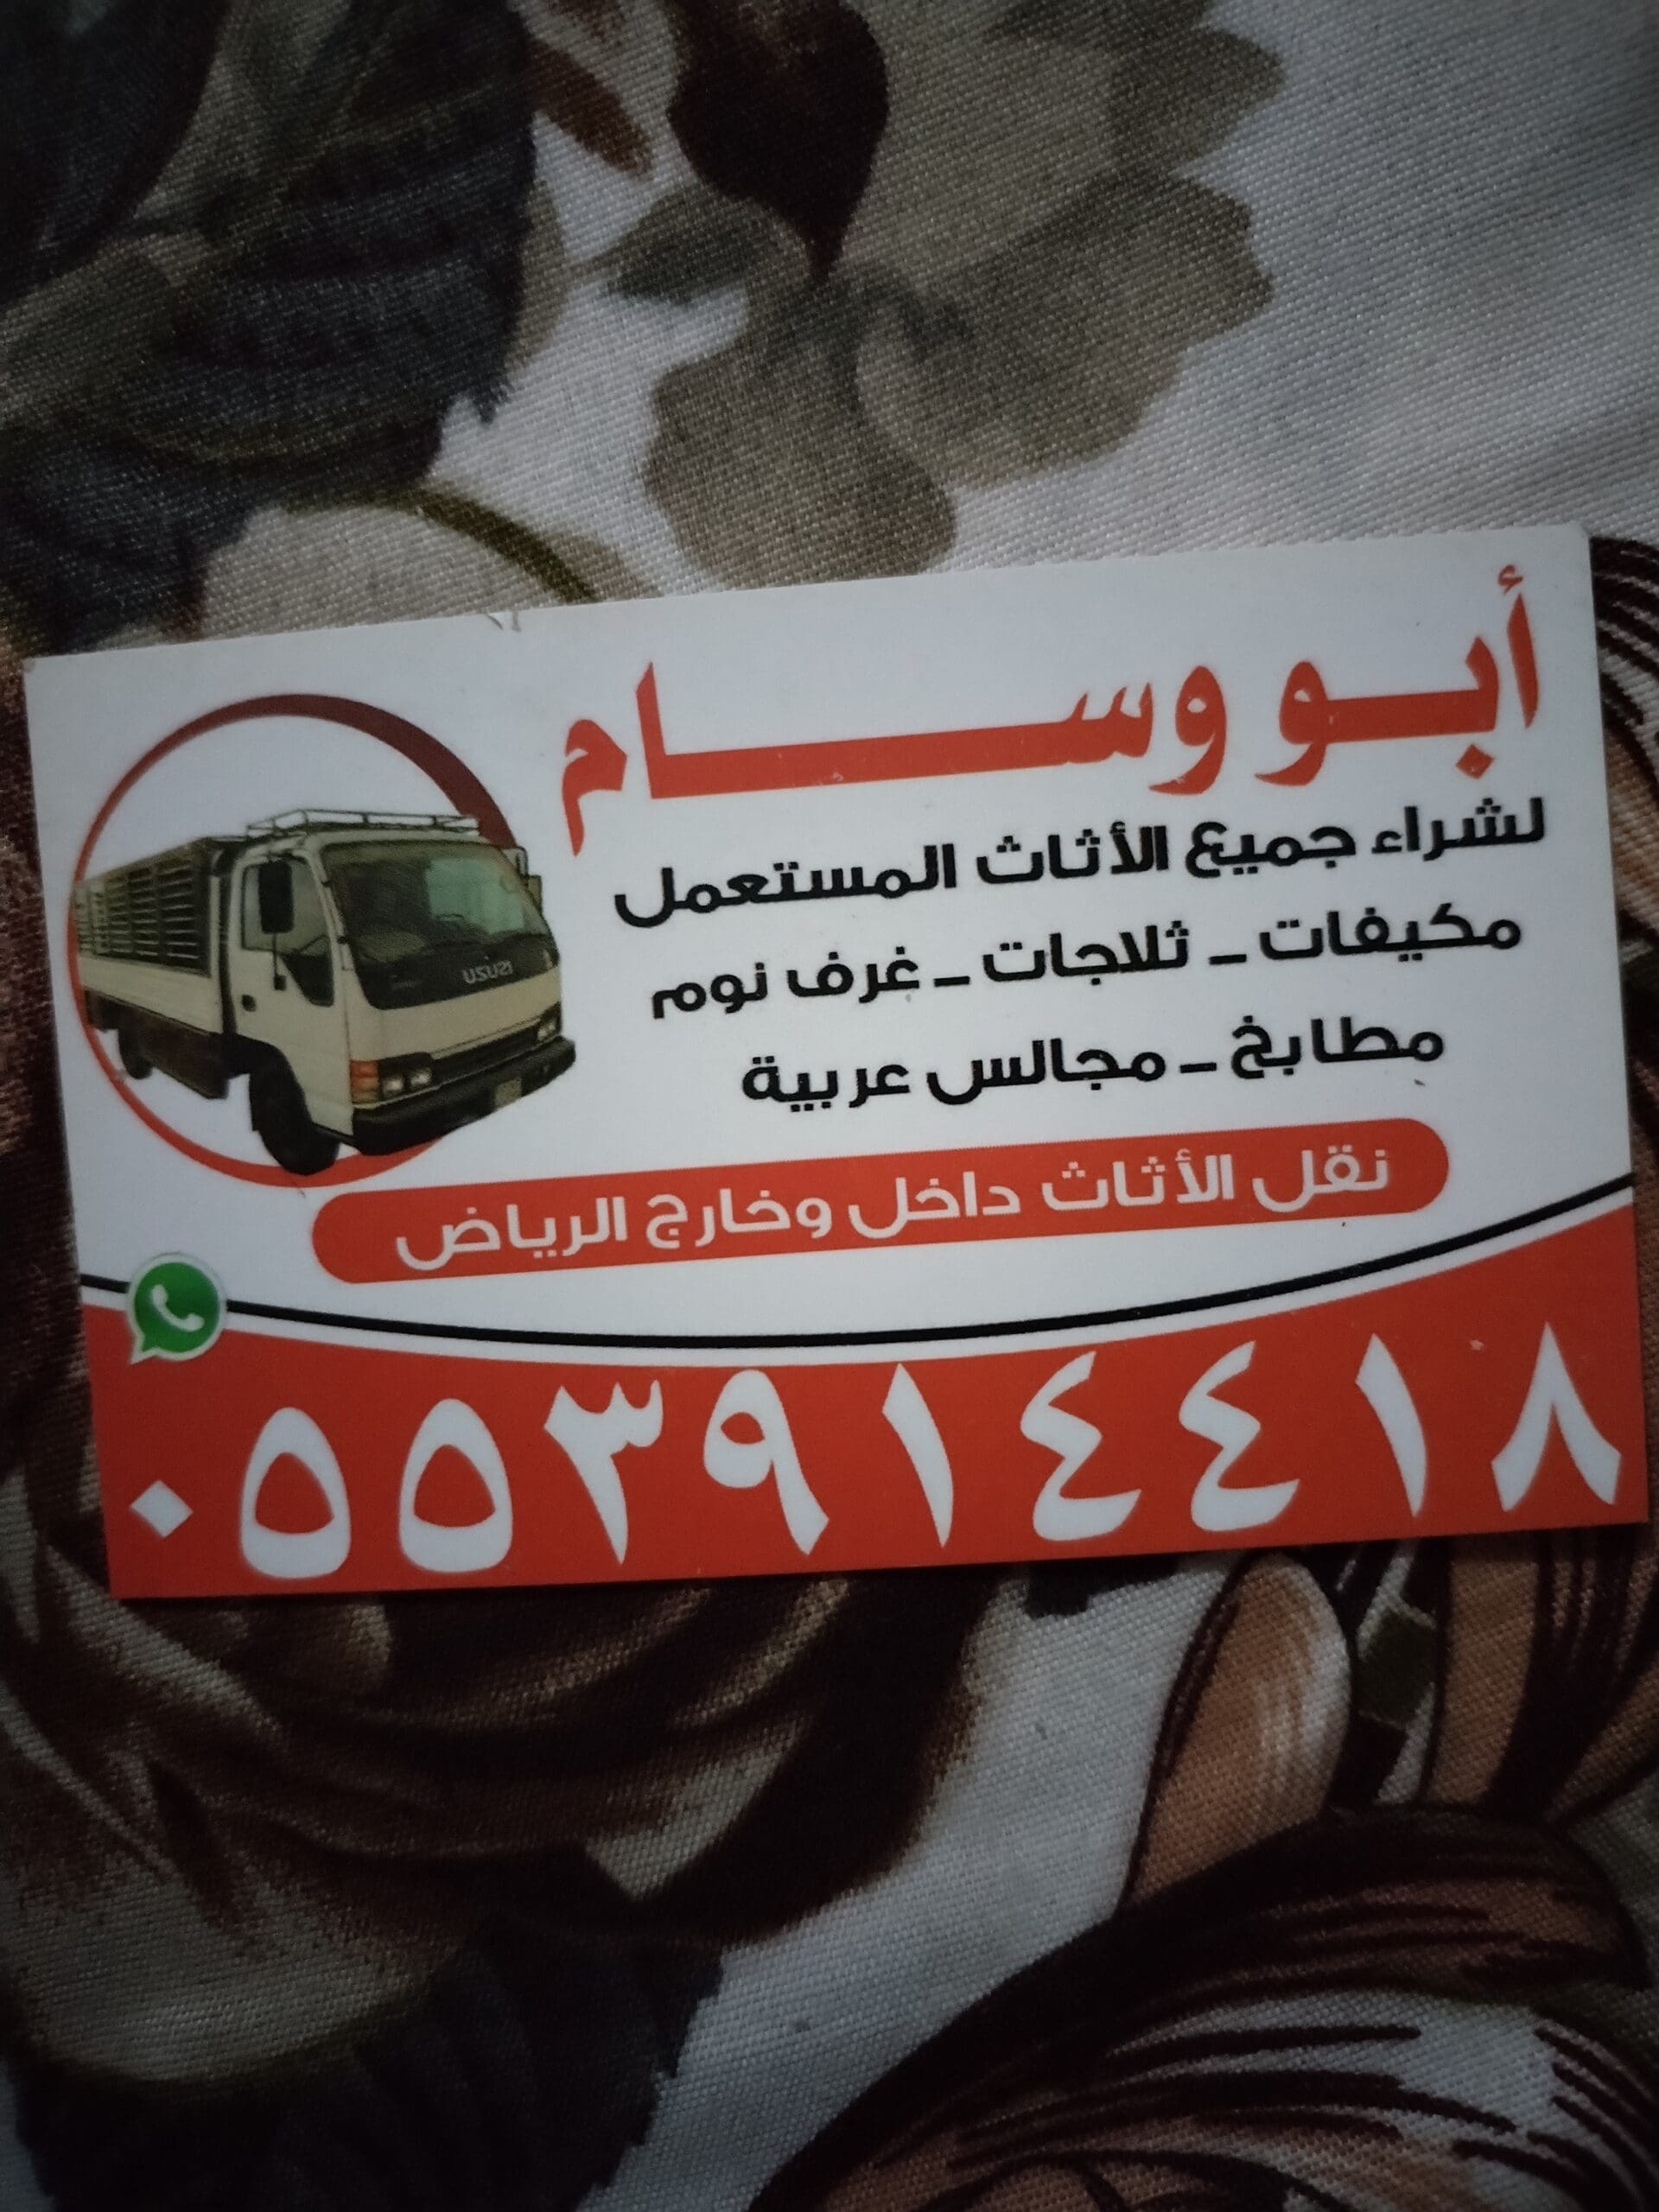 أبو وسام
لشراء جميع الأثاث المستعمل
مكيفات - ثلاجات - غرف نوم
مطابخ - مجالس عربية
نقل الأثاث داخل وخارج الرياض
٠٥٥٣٩١٤٤١٨